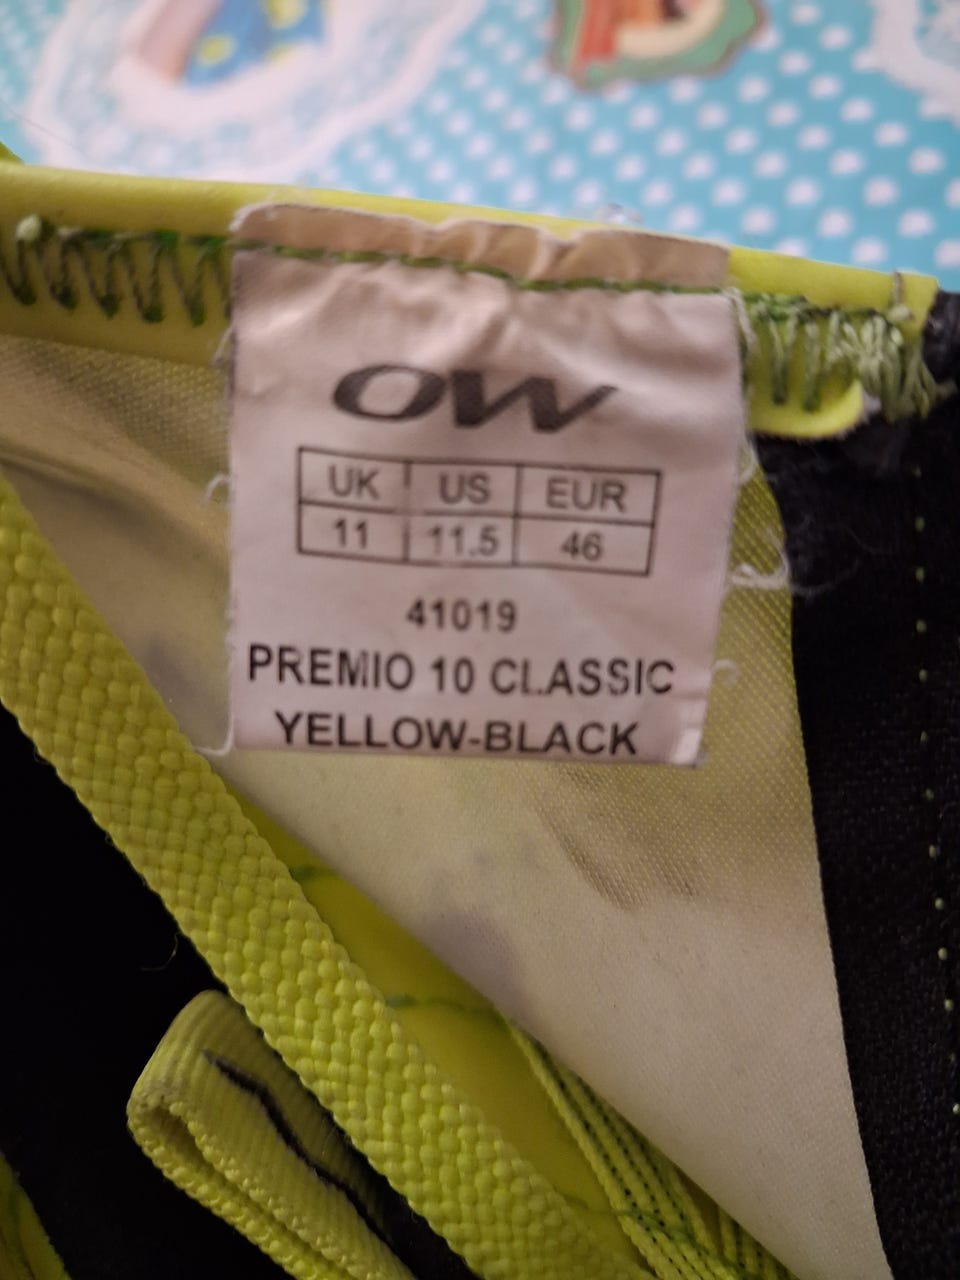 OW
UK US EUR
11 11.5 46
41019
PREMIO 10 CLASSIC
YELLOW-BLACK